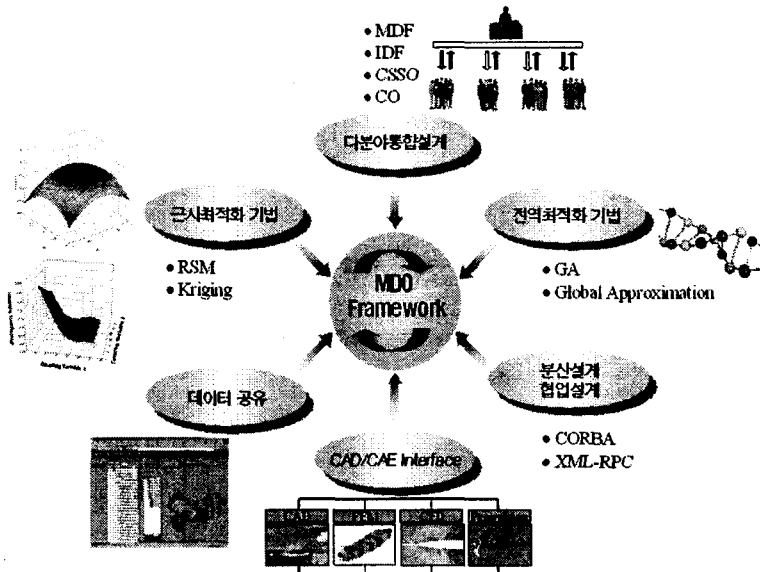 • MDF
• IDF
• CSSO
• CO
다분야통합설계
근사최적화 기법
• RSM
• Kriging
전역최적화 기법
• GA
• Global Approximation
MDO
Framework
데이터 공유
분산설계
협업설계
• CORBA
• XML-RPC
CAD/CAE Interface
CAD
CFD